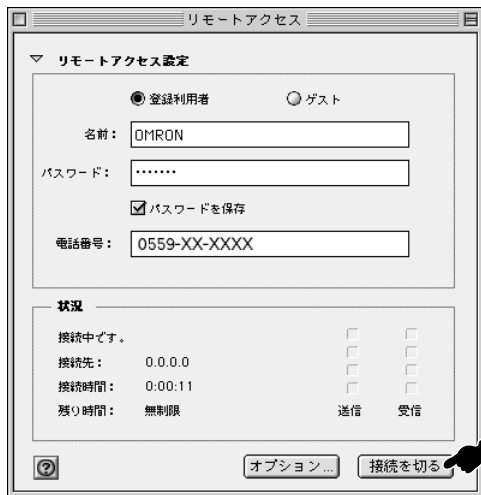 リモートアクセス
リモートアクセス設定
登録利用者 ゲスト
名前： OMRON
パスワード： •••••••
パスワードを保存
電話番号： 0559-XX-XXXX
状況
接続中です。
接続先： 0.0.0.0
接続時間： 0:00:11
残り時間： 無制限 送信 受信
? オプション... 接続を切る